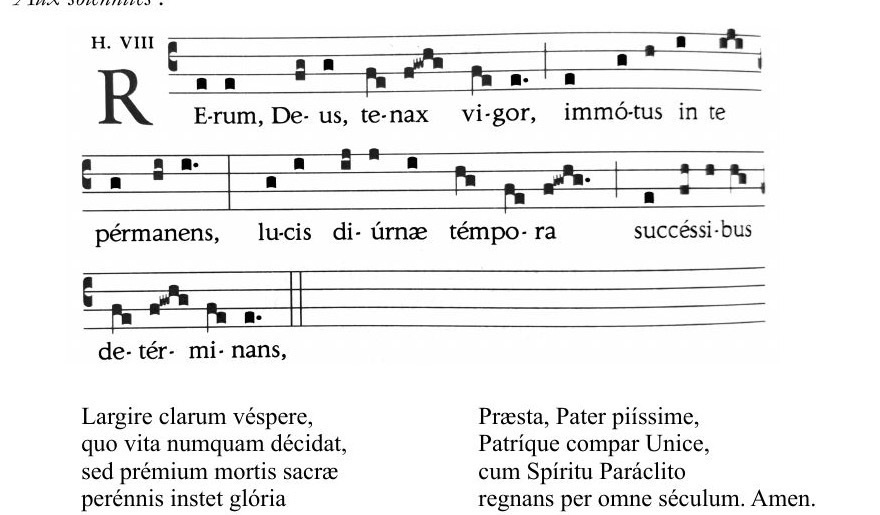 Aux solennités :
H. VIII
RE-rum, De- us, te-nax vi-gor, immó-tus in te
pérmanens, lu-cis di- úrnæ témpo- ra succéssi-bus
de- tér- mi- nans,
Largire clarum véspere,
quo vita numquam décidat,
sed prémium mortis sacræ
perénnis instet glória
Præsta, Pater piíssime,
Patríque compar Unice,
cum Spíritu Paráclito
regnans per omne séculum. Amen.